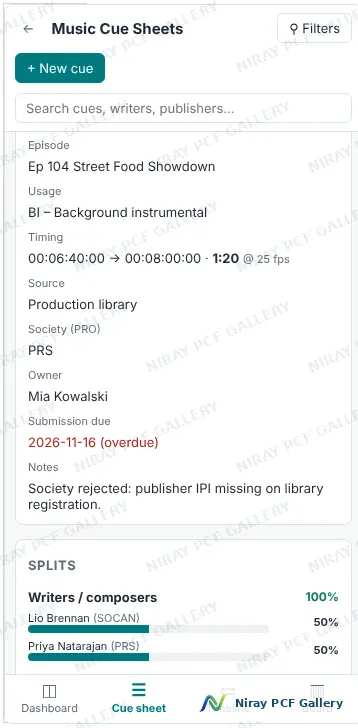 ← Music Cue Sheets
Filters
+ New cue
Search cues, writers, publishers...
Episode
Ep 104 Street Food Showdown
Usage
BI – Background instrumental
Timing
00:06:40:00 → 00:08:00:00 · 1:20 @ 25 fps
Source
Production library
Society (PRO)
PRS
Owner
Mia Kowalski
Submission due
2026-11-16 (overdue)
Notes
Society rejected: publisher IPI missing on library
registration.
SPLITS
Writers / composers 100%
Lio Brennan (SOCAN)
50%
Priya Natarajan (PRS)
50%
Dashboard
Cue sheet
Niray PCF Gallery
NIRAY PCF GALLERY